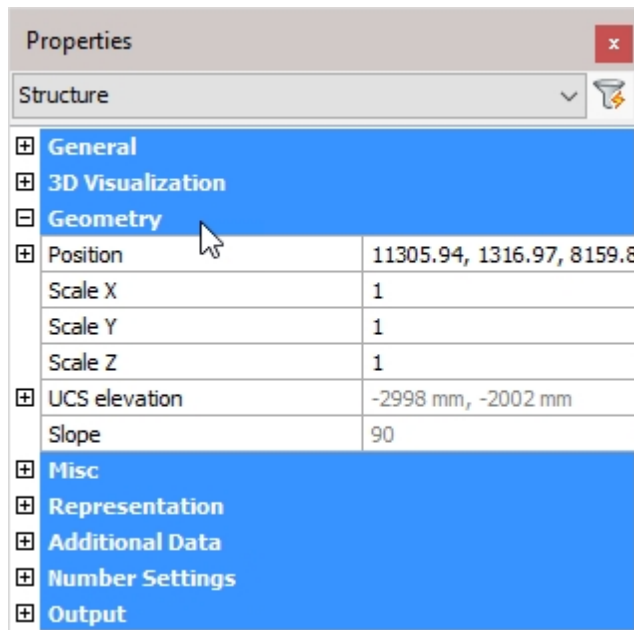 Properties
x
Structure
General
3D Visualization
Geometry
Position 11305.94, 1316.97, 8159.8
Scale X 1
Scale Y 1
Scale Z 1
UCS elevation -2998 mm, -2002 mm
Slope 90
Misc
Representation
Additional Data
Number Settings
Output